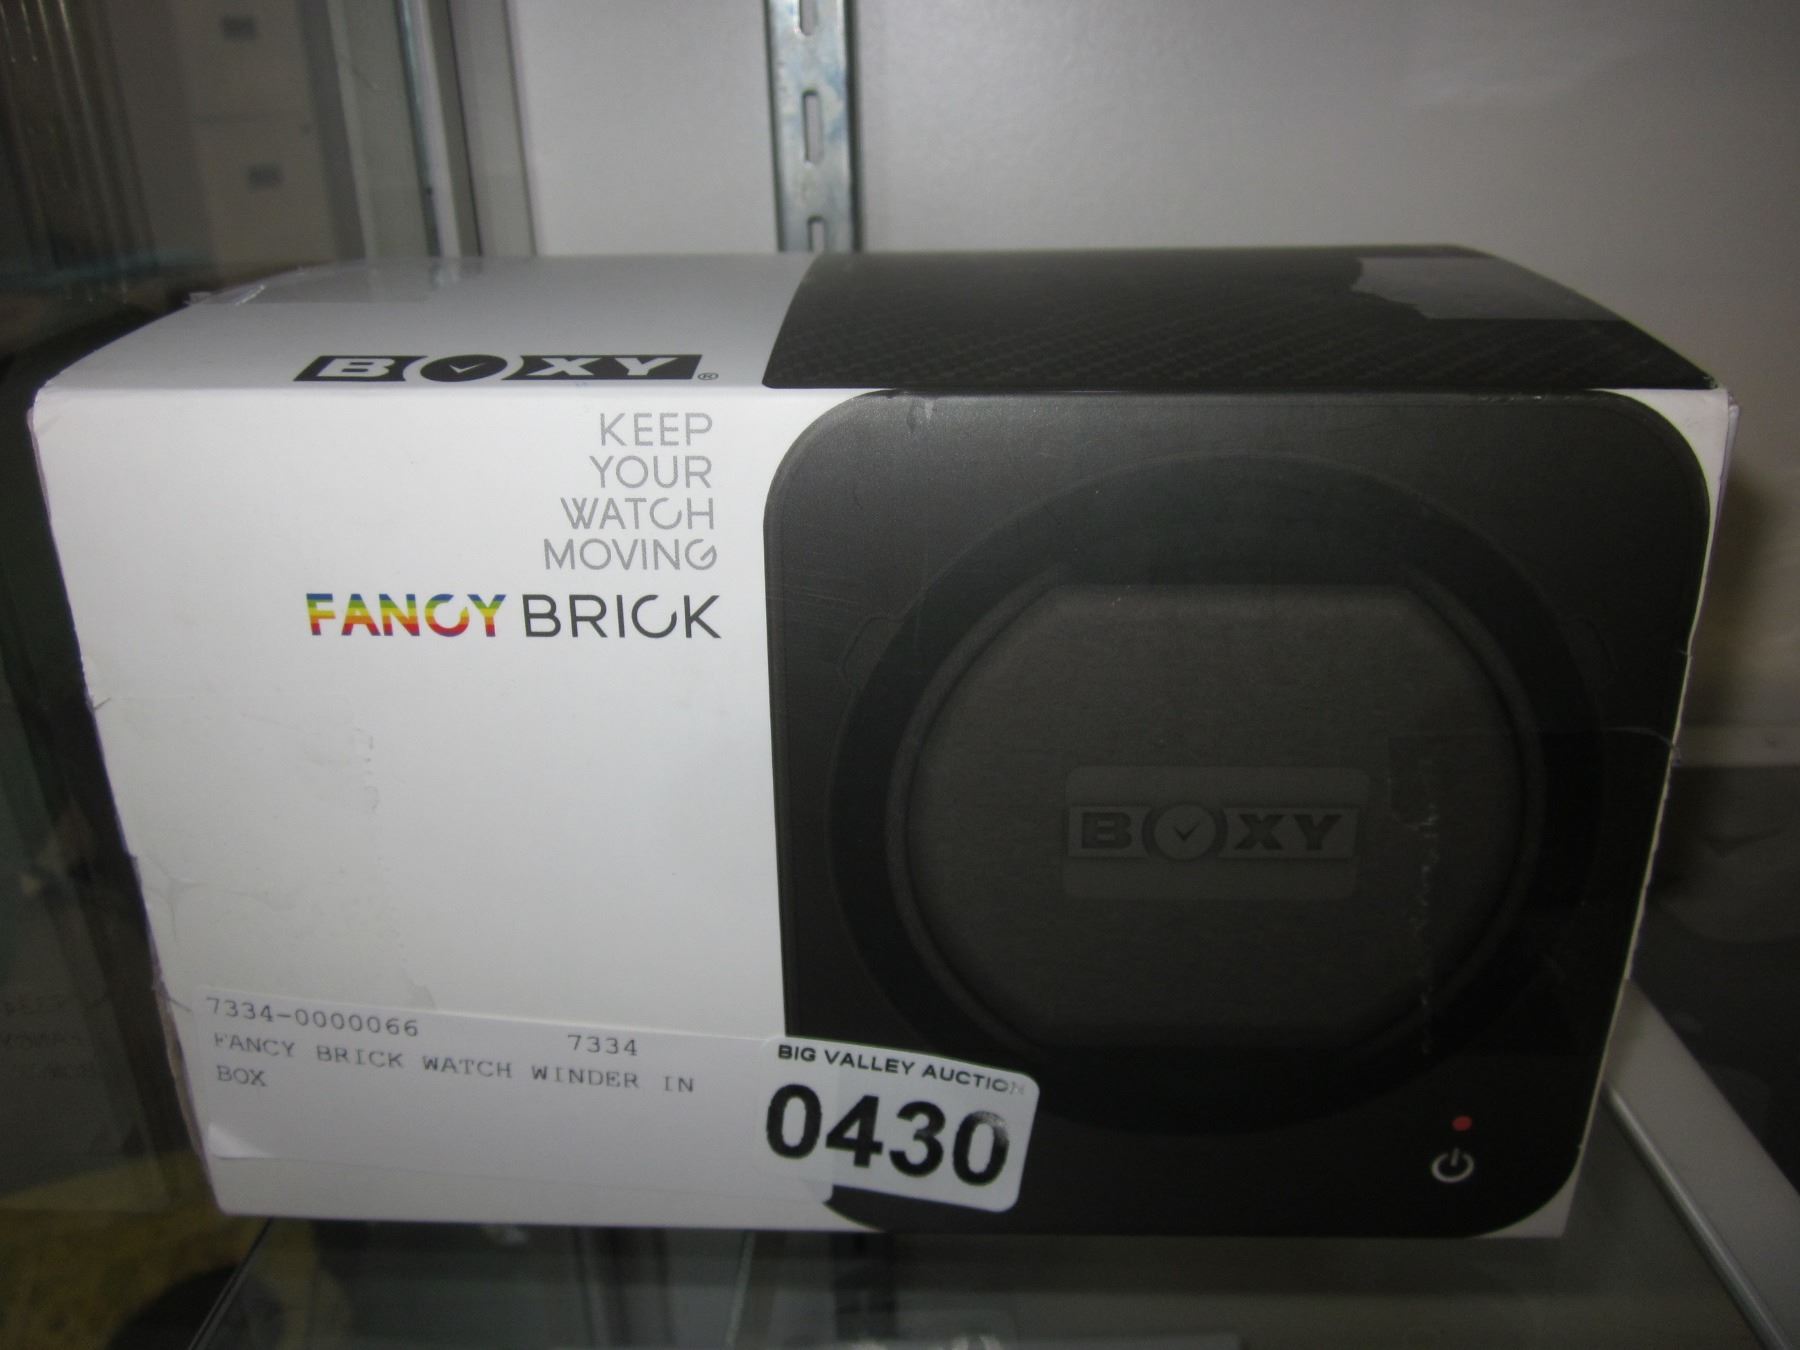 BOXY®
KEEP
YOUR
WATCH
MOVING
FANCY BRICK
BOXY
7334-0000066 7334
FANCY BRICK WATCH WINDER IN
BOX
BIG VALLEY AUCTION
0430